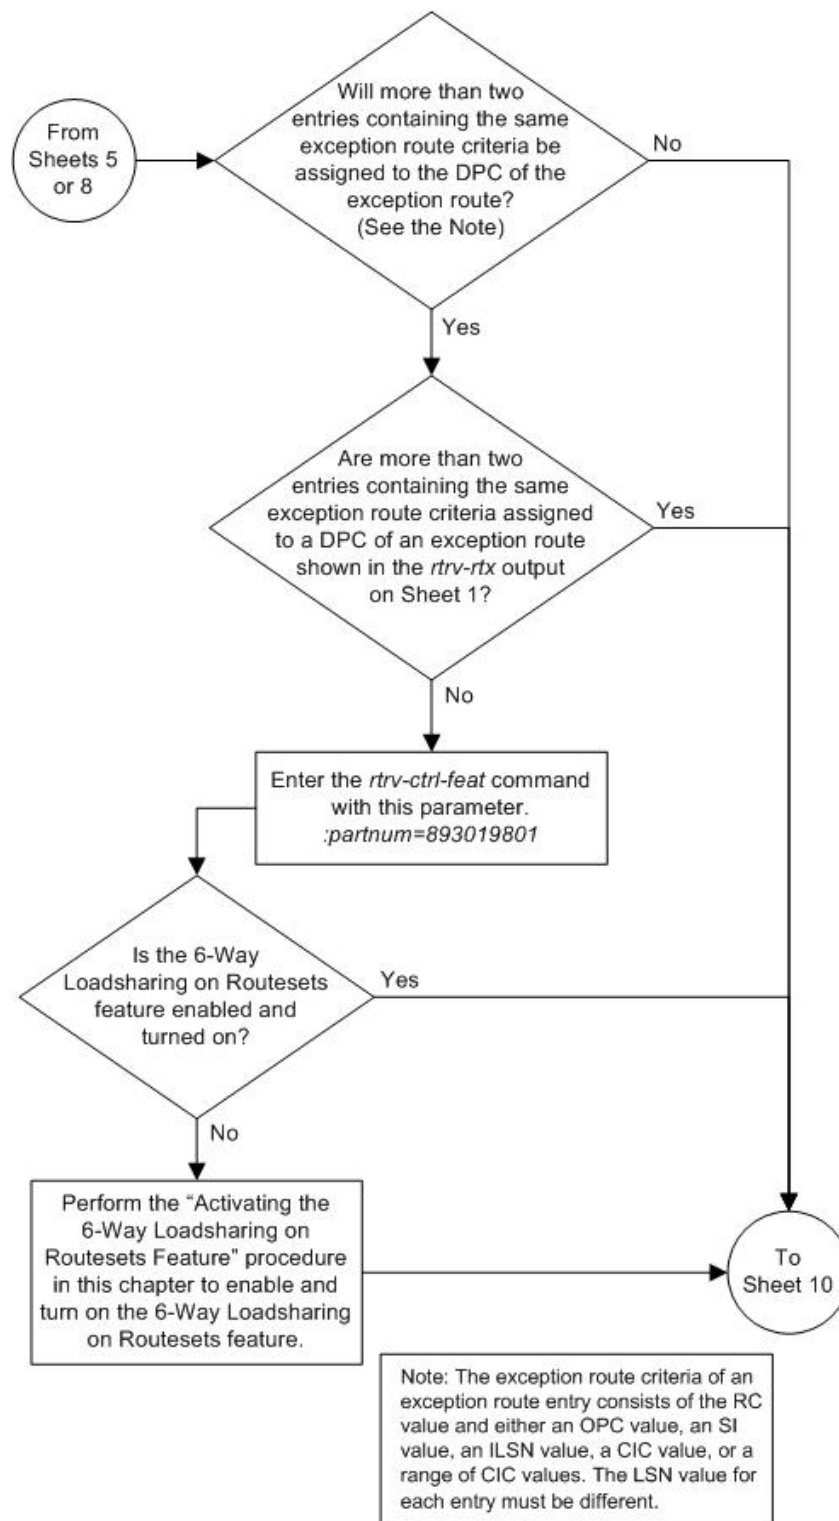 From
Sheets 5
or 8
Will more than two
entries containing the same
exception route criteria be
assigned to the DPC of the
exception route?
(See the Note)
No
Yes
Are more than two
entries containing the same
exception route criteria assigned
to a DPC of an exception route
shown in the rtrv-rtx output
on Sheet 1?
Yes
No
Enter the rtrv-ctrl-feat command
with this parameter.
:partnum=893019801
Is the 6-Way
Loadsharing on Routesets
feature enabled and
turned on?
Yes
No
Perform the “Activating the
6-Way Loadsharing on
Routesets Feature" procedure
in this chapter to enable and
turn on the 6-Way Loadsharing
on Routesets feature.
To
Sheet 10
Note: The exception route criteria of an
exception route entry consists of the RC
value and either an OPC value, an SI
value, an ILSN value, a CIC value, or a
range of CIC values. The LSN value for
each entry must be different.